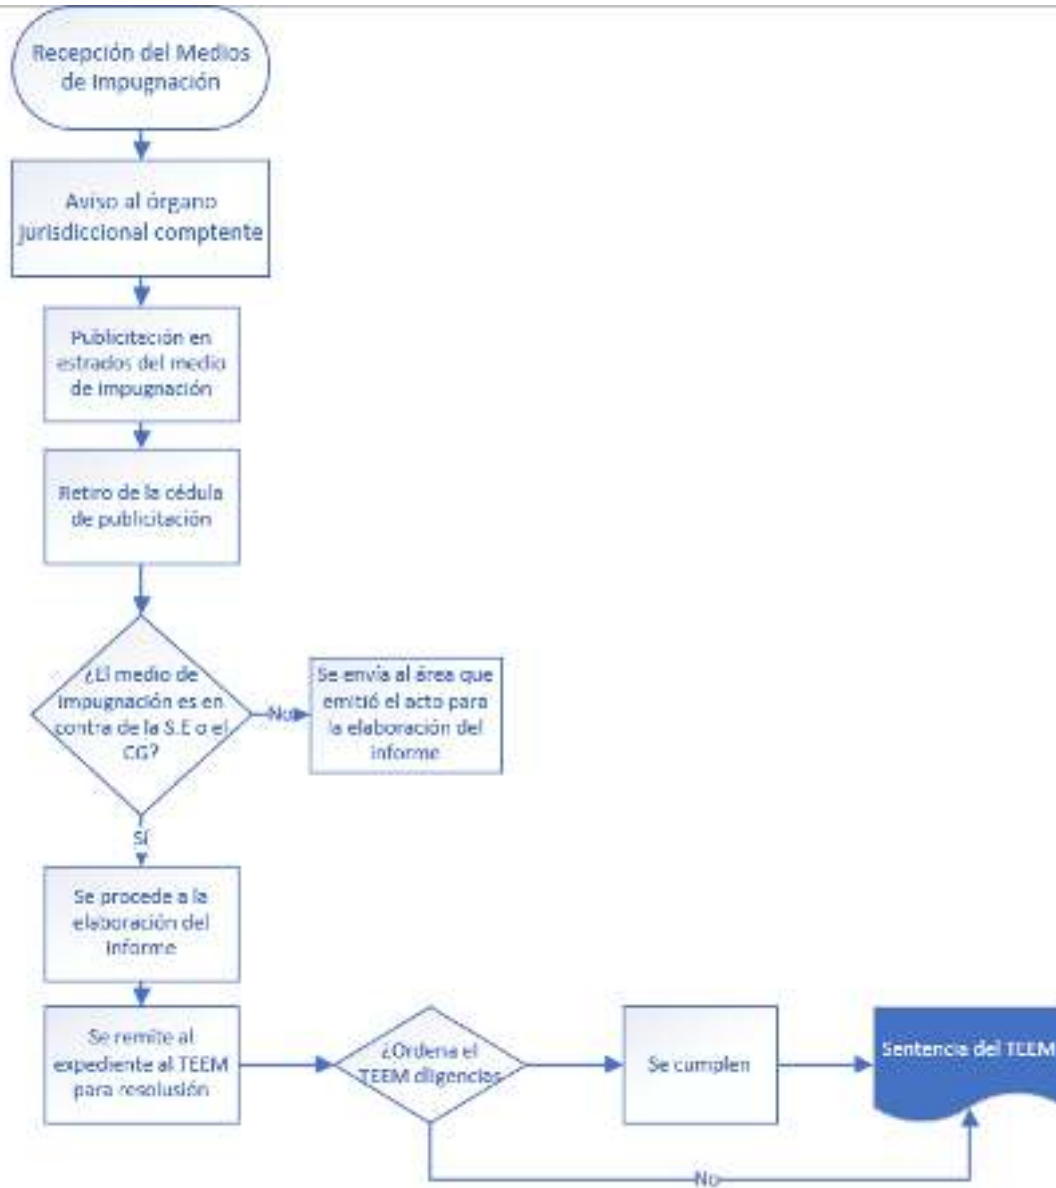 Recepción del Medios
de Impugnación
Aviso al órgano
jurisdiccional comptente
Publicitación en
estrados del medio
de impugnación
Retiro de la cédula
de publicitación
¿El medio de
impugnación es en
contra de la S.E o el
CG?
No
Se envía al área que
emitió el acto para
la elaboración del
informe
Sí
Se procede a la
elaboración del
informe
Se remite al
expediente al TEEM
para resolución
¿Ordena el
TEEM diigencias
Se cumplen
Sentencia del TEEM
No